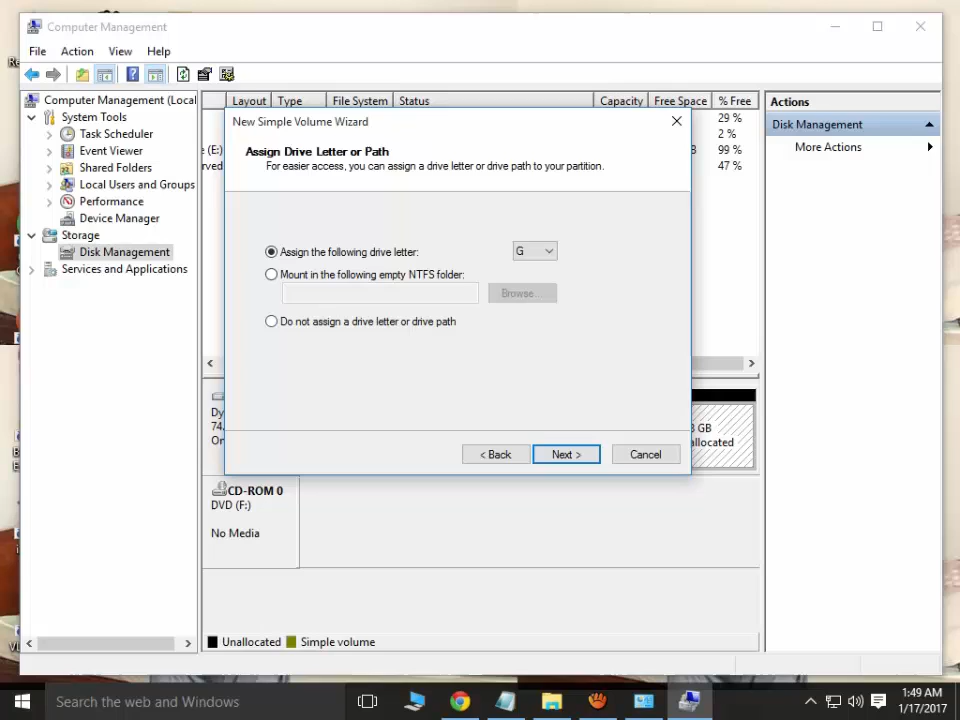 Computer Management
File Action View Help
Computer Management (Local
System Tools
Task Scheduler
Event Viewer
Shared Folders
Local Users and Groups
Performance
Device Manager
Storage
Disk Management
Services and Applications
Layout Type File System Status Capacity Free Space % Free
29 %
2 %
e (E:) 99 %
rved 47 %
New Simple Volume Wizard
Assign Drive Letter or Path
For easier access, you can assign a drive letter or drive path to your partition.
Assign the following drive letter: G
Mount in the following empty NTFS folder:
Browse...
Do not assign a drive letter or drive path
< Back Next > Cancel
Dy
74.
On
GB
allocated
CD-ROM 0
DVD (F:)
No Media
Unallocated Simple volume
Actions
Disk Management
More Actions
Search the web and Windows
1:49 AM
1/17/2017